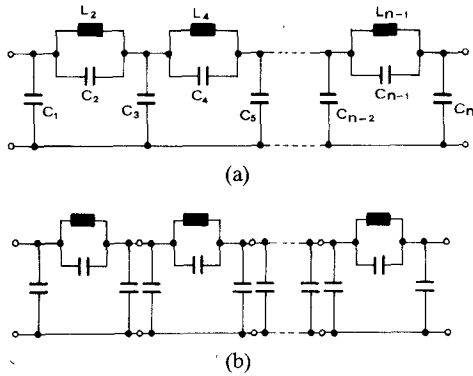 L₂ L₄ Lₙ₋₁
C₂ C₄ Cₙ₋₁
C₁ C₃ C₅ Cₙ₋₂ Cₙ
(a)
(b)